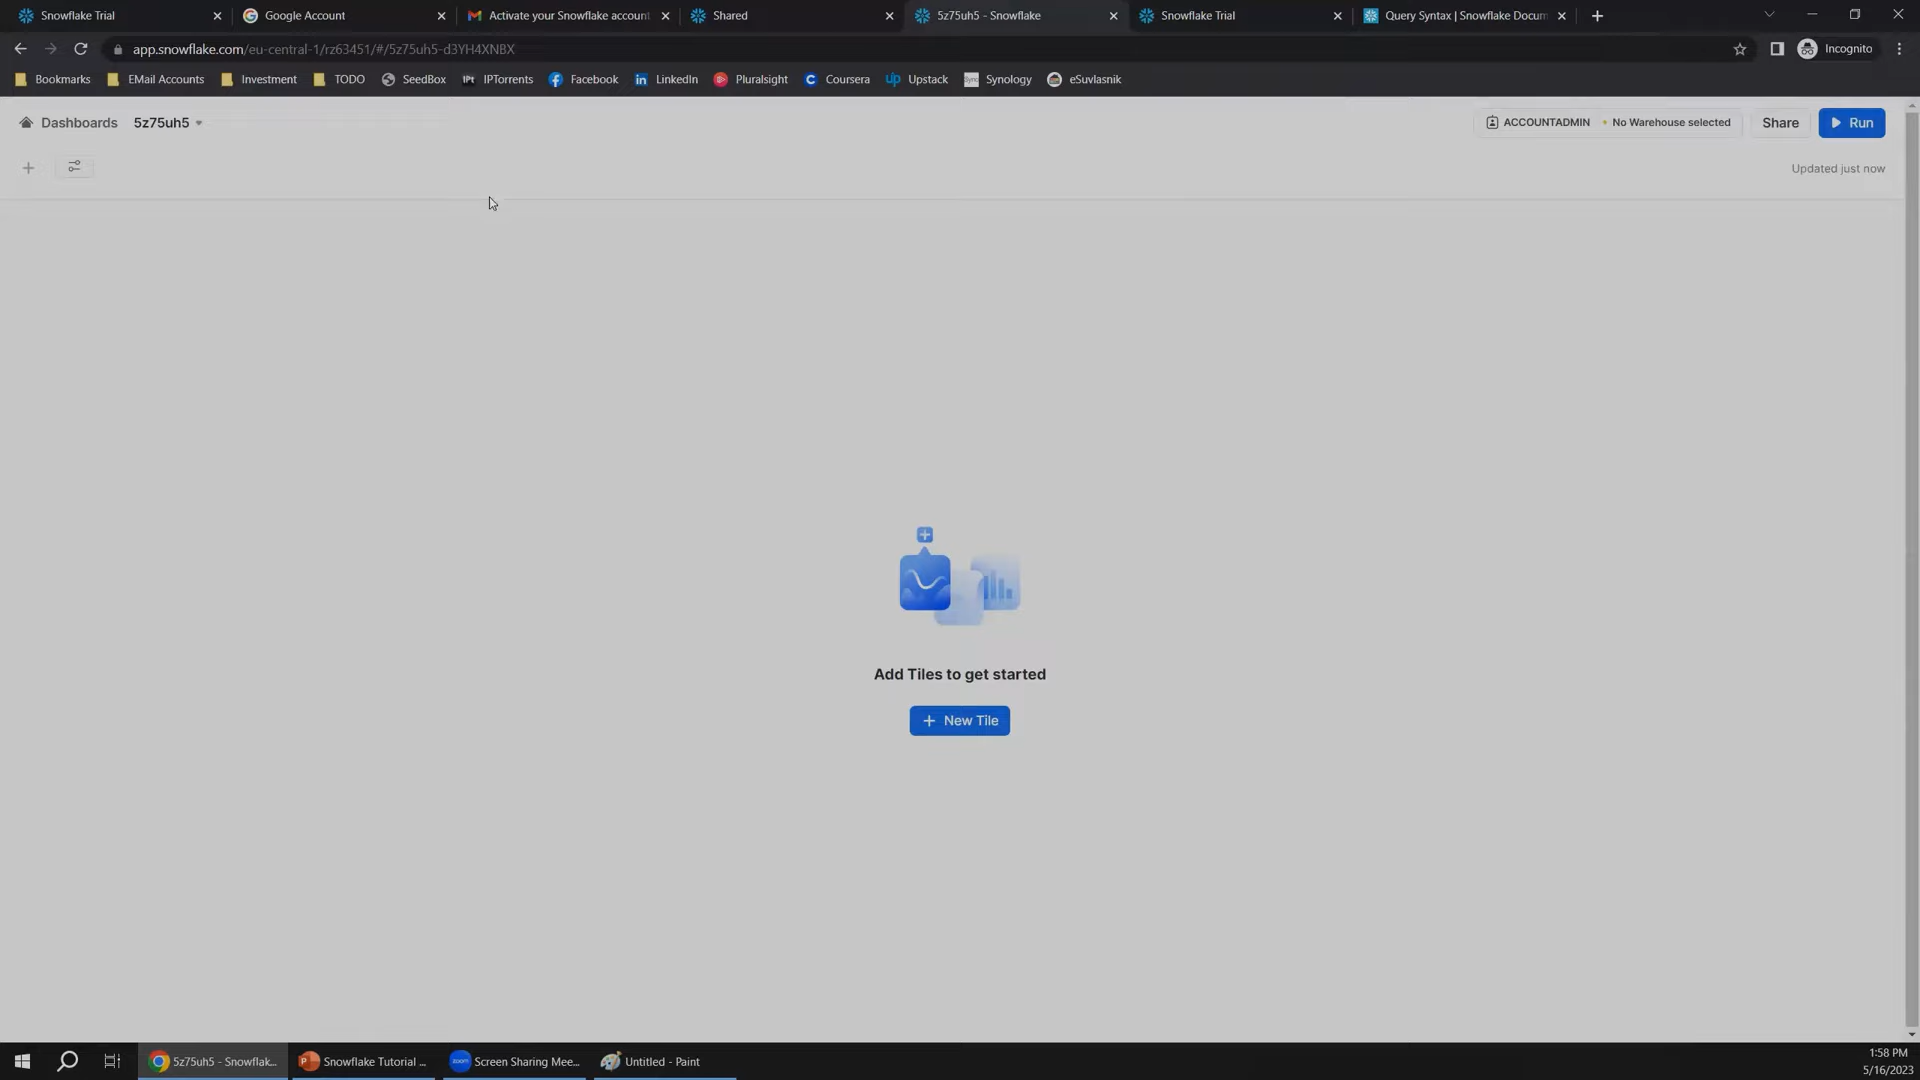 Snowflake Trial
Google Account
Activate your Snowflake account
Shared
5z75uh5 - Snowflake
Snowflake Trial
Query Syntax | Snowflake Docum
app.snowflake.com/eu-central-1/rz63451/#/5z75uh5-d3YH4XNBX
Incognito
Bookmarks
EMail Accounts
Investment
TODO
SeedBox
IPT
IPTorrents
Facebook
LinkedIn
Pluralsight
Coursera
Upstack
Synology
eSuvlasnik
Dashboards
5z75uh5
ACCOUNTADMIN
No Warehouse selected
Share
Run
Updated just now
Add Tiles to get started
+ New Tile
5z75uh5 - Snowflak...
Snowflake Tutorial ...
zoom
Screen Sharing Mee...
Untitled - Paint
1:58 PM
5/16/2023